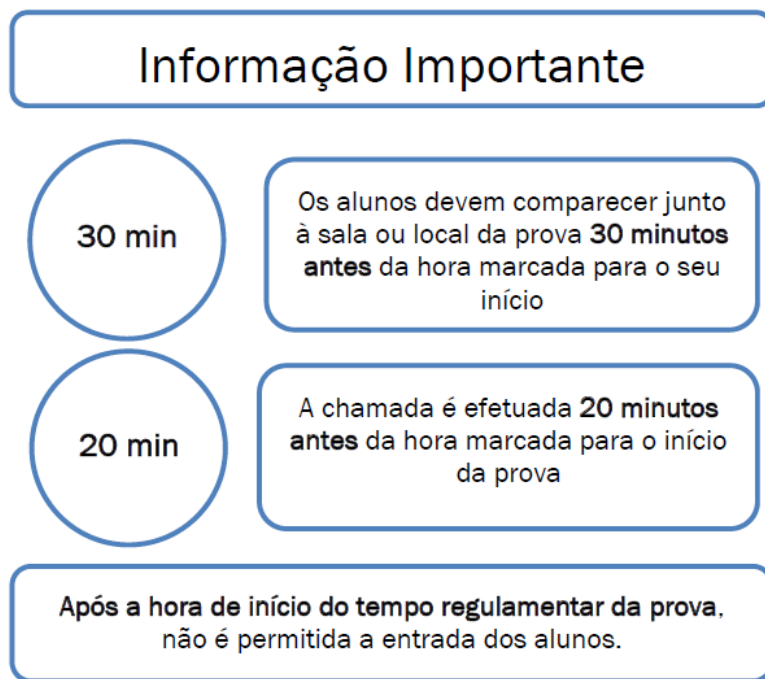 Informação Importante
30 min
Os alunos devem comparecer junto
à sala ou local da prova 30 minutos
antes da hora marcada para o seu
início
20 min
A chamada é efetuada 20 minutos
antes da hora marcada para o início
da prova
Após a hora de início do tempo regulamentar da prova,
não é permitida a entrada dos alunos.